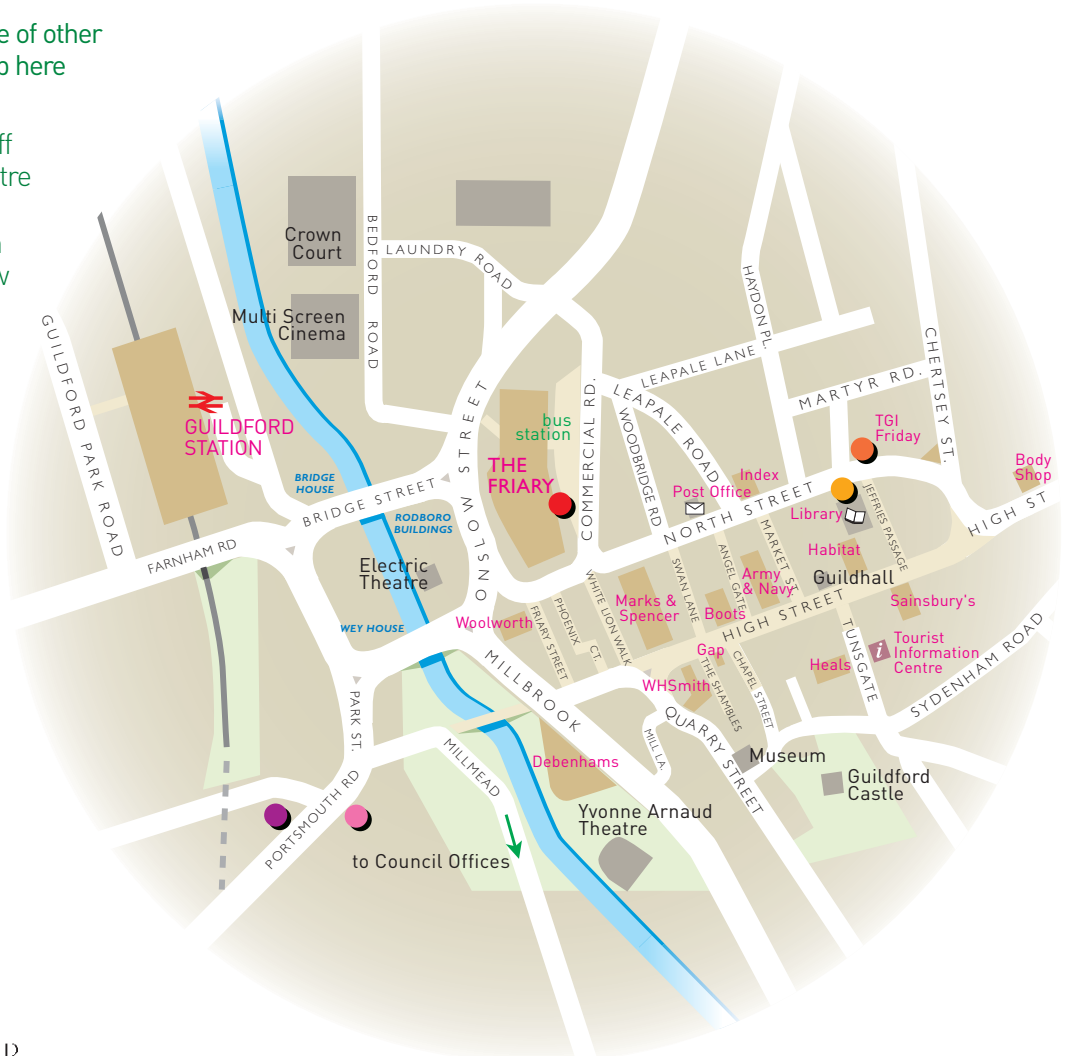 e of other
here
ff
tre
BEDFORD ROAD
Crown
Court
LAUNDRY ROAD
Multi Screen
Cinema
HAYDON PL.
GUILDFORD PARK ROAD
LEAPALE LANE
CHERTSEY ST.
MARTYR RD.
GUILDFORD
STATION
LEAPALE ROAD
WOODBRIDGE RD
COMMERCIAL RD.
bus
station
TGI
Friday
THE
FRIARY
ONSLOW STREET
Body
Shop
BRIDGE
HOUSE
Index
Post Office
BRIDGE STREET
NORTH STREET
Library
JEFFRIES PASSAGE
HIGH ST
RODBORO
BUILDINGS
MARKET ST.
FARNHAM RD
Habitat
Electric
Theatre
SWAN LANE
ANGEL GATE
Army
& Navy
Guildhall
WHITE LION WALK
PHOENIX CT.
FRIARY STREET
Marks &
Spencer
Boots
HIGH STREET
Sainsbury's
Woolworth
WEY HOUSE
Gap
TUNSGATE
i
Tourist
Information
Centre
Heals
SYDENHAM ROAD
MILLBROOK
THE SHAMBLES
CHAPEL STREET
WHSmith
PARK ST.
QUARRY STREET
MILL LA.
MILLMEAD
Debenhams
Museum
Guildford
Castle
PORTSMOUTH RD
Yvonne Arnaud
Theatre
to Council Offices